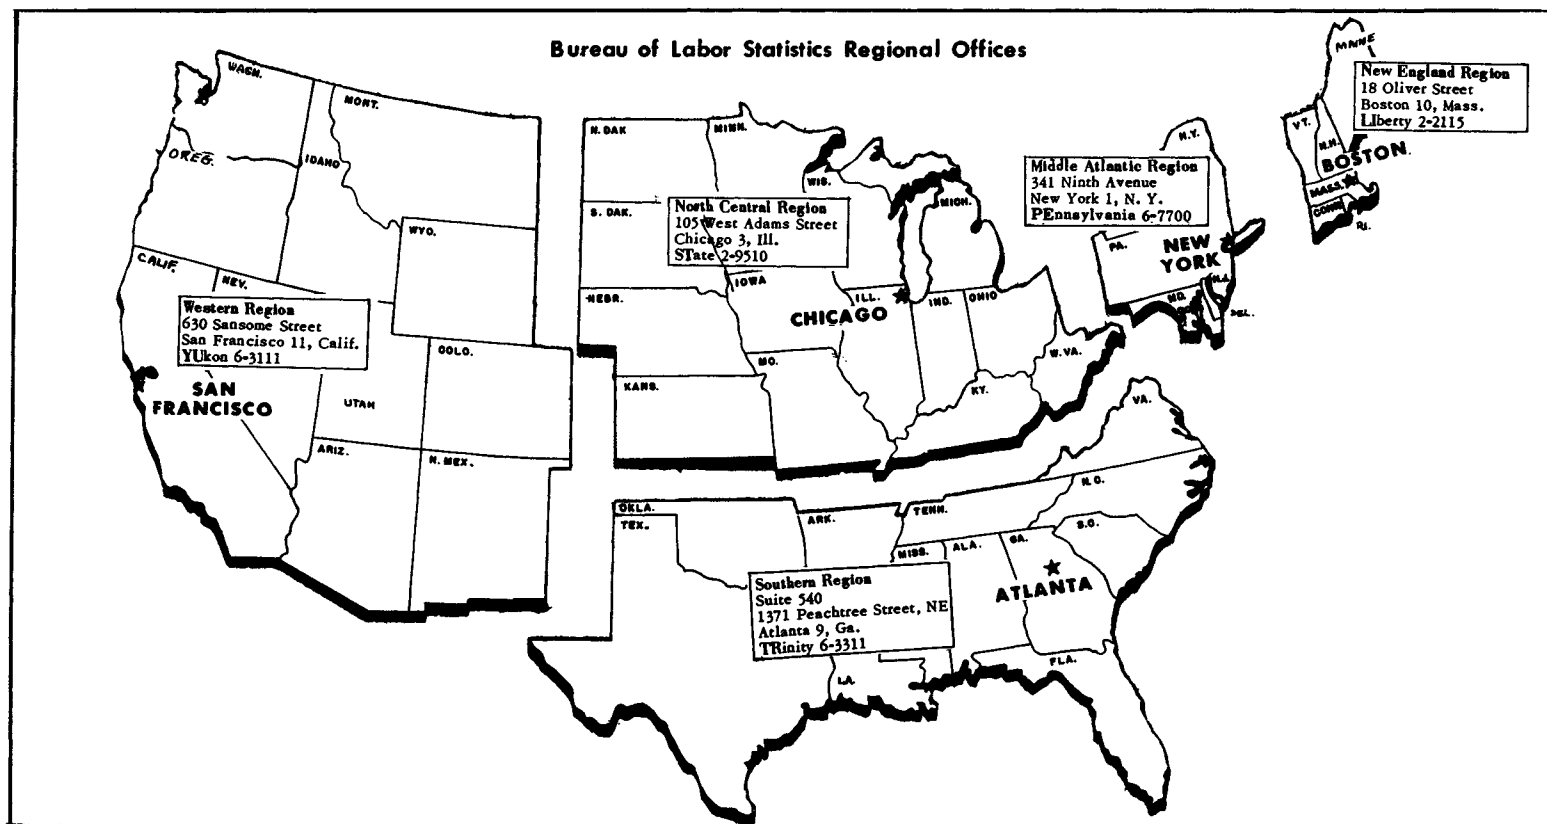 Bureau of Labor Statistics Regional Offices
WASH.
MONT.
OREG.
IDAHO
WYO.
CALIF.
NEV.
Western Region
630 Sansome Street
San Francisco 11, Calif.
YUkon 6-3111
SAN
FRANCISCO
COLO.
UTAH
ARIZ.
N. MEX.
N. DAK
MINN.
WIS.
MICH.
S. DAK.
North Central Region
105 West Adams Street
Chicago 3, Ill.
STate 2-9510
IOWA
NEBR.
ILL.
IND.
OHIO
CHICAGO
MO.
W. VA.
KANS.
KY.
MAINE
New England Region
18 Oliver Street
Boston 10, Mass.
LIberty 2-2115
VT.
N.H.
BOSTON.
MASS.
CONN
R.I.
N.Y.
Middle Atlantic Region
341 Ninth Avenue
New York 1, N. Y.
PEnnsylvania 6-7700
PA.
NEW
YORK
N.J.
MD.
DEL.
VA.
N.C.
OKLA.
TEX.
ARK.
TENN.
S.C.
MISS.
ALA.
GA.
Southern Region
Suite 540
1371 Peachtree Street, NE
Atlanta 9, Ga.
TRinity 6-3311
ATLANTA
LA.
FLA.